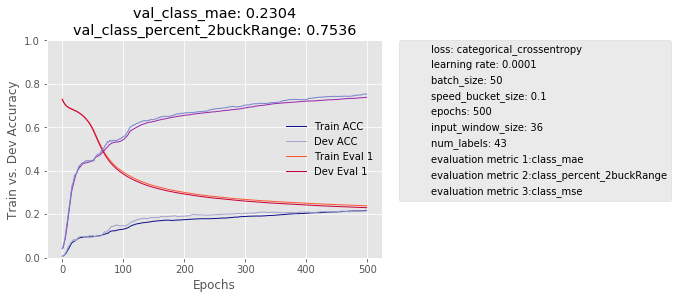 val_class_mae: 0.2304
val_class_percent_2buckRange: 0.7536
1.0
0.8
0.6
0.4
0.2
0.0
Train vs. Dev Accuracy
0
100
200
300
400
500
Epochs
Train ACC
Dev ACC
Train Eval 1
Dev Eval 1
loss: categorical_crossentropy
learning rate: 0.0001
batch_size: 50
speed_bucket_size: 0.1
epochs: 500
input_window_size: 36
num_labels: 43
evaluation metric 1:class_mae
evaluation metric 2:class_percent_2buckRange
evaluation metric 3:class_mse